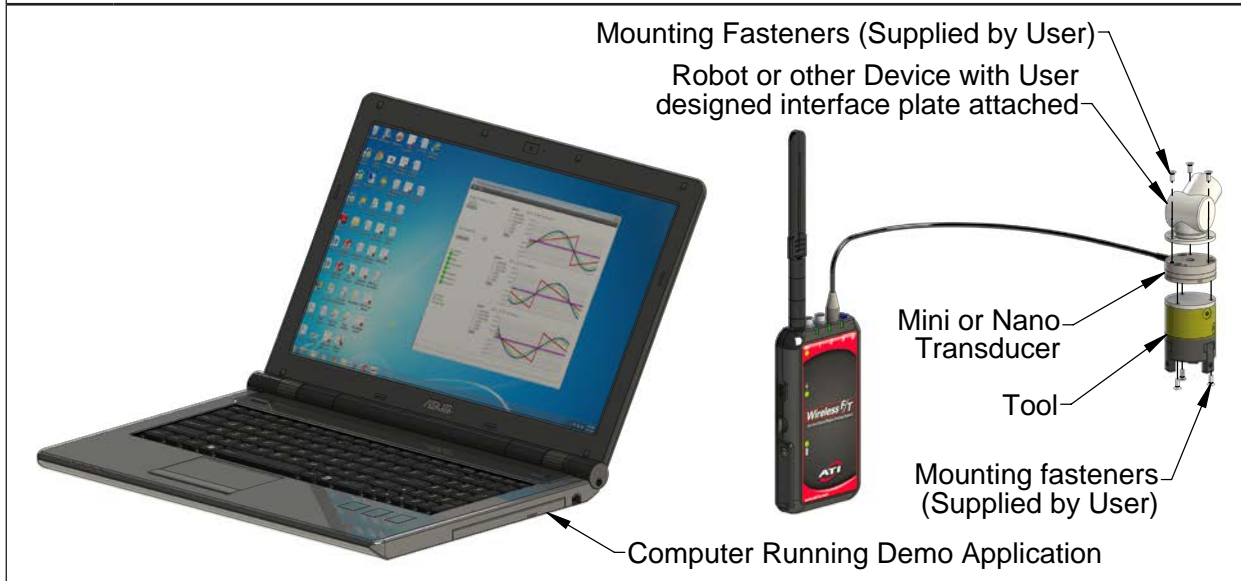 Mounting Fasteners (Supplied by User)
Robot or other Device with User
designed interface plate attached
Mini or Nano
Transducer
Tool
Mounting fasteners
(Supplied by User)
Computer Running Demo Application
ASUS
Wireless F/T
ATI